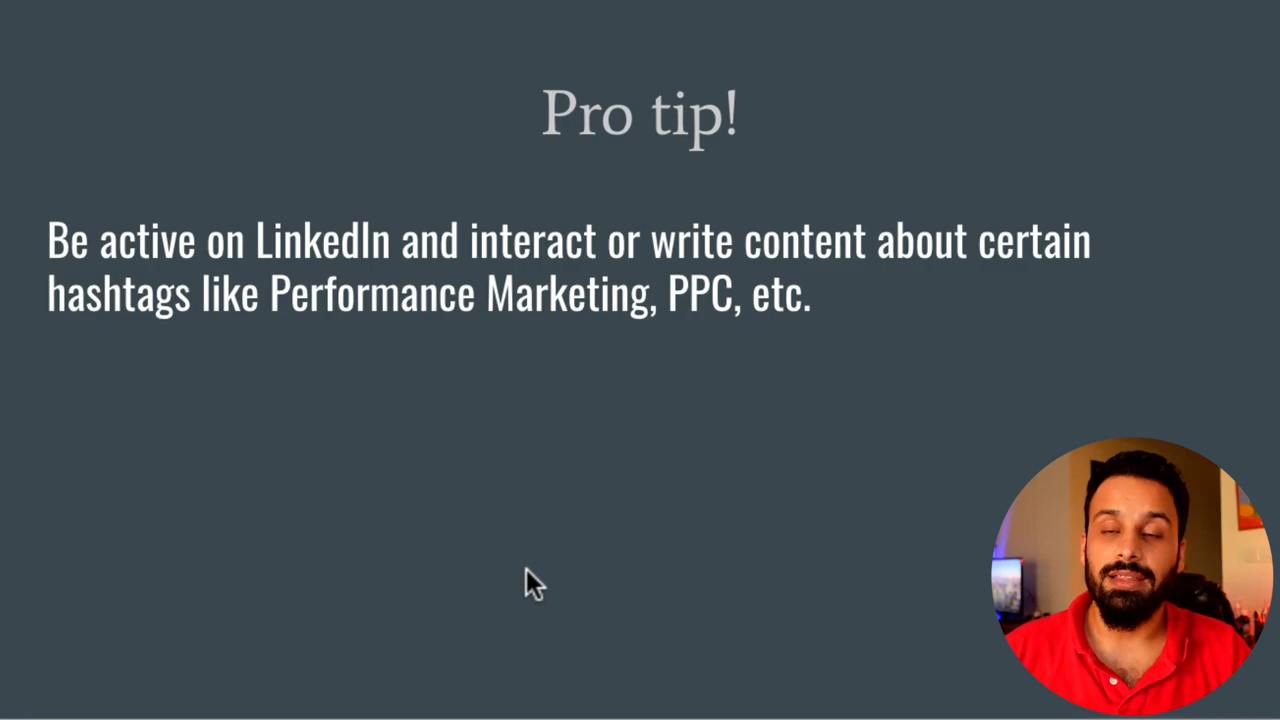 Pro tip!
Be active on LinkedIn and interact or write content about certain
hashtags like Performance Marketing, PPC, etc.